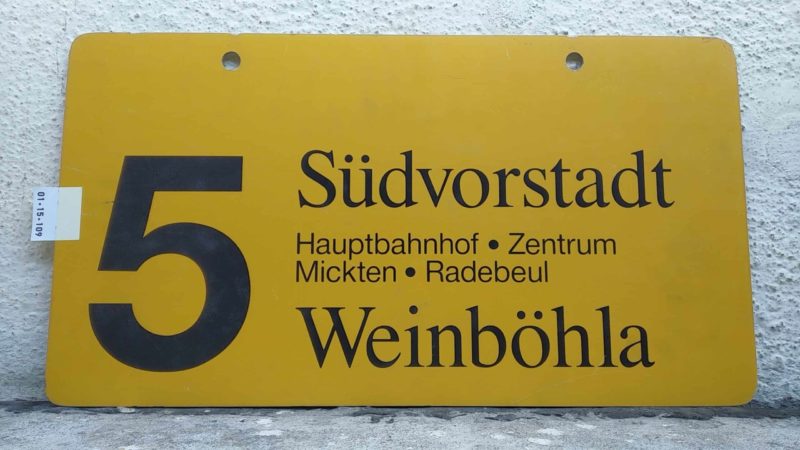 5
Südvorstadt
Hauptbahnhof • Zentrum
Mickten • Radebeul
Weinböhla
01-15-109